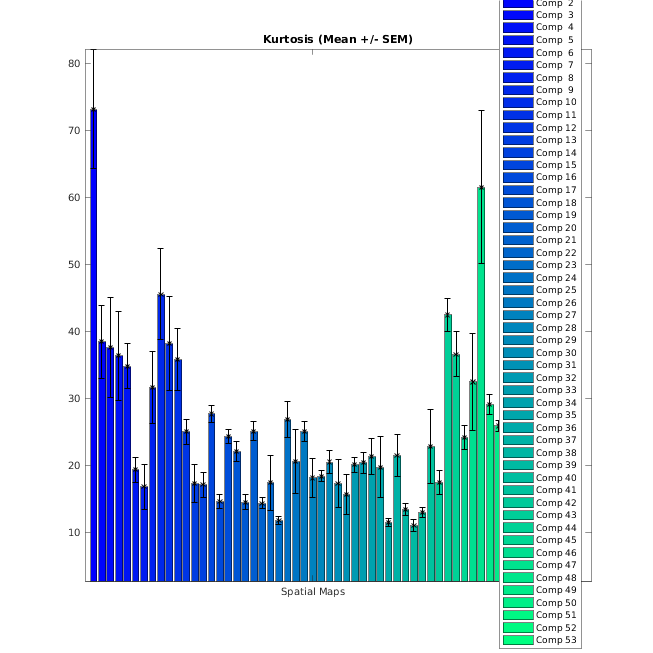 Comp 2
Kurtosis (Mean +/- SEM)
80
70
60
50
40
30
20
10
Spatial Maps
Comp 3
Comp 4
Comp 5
Comp 6
Comp 7
Comp 8
Comp 9
Comp 10
Comp 11
Comp 12
Comp 13
Comp 14
Comp 15
Comp 16
Comp 17
Comp 18
Comp 19
Comp 20
Comp 21
Comp 22
Comp 23
Comp 24
Comp 25
Comp 26
Comp 27
Comp 28
Comp 29
Comp 30
Comp 31
Comp 32
Comp 33
Comp 34
Comp 35
Comp 36
Comp 37
Comp 38
Comp 39
Comp 40
Comp 41
Comp 42
Comp 43
Comp 44
Comp 45
Comp 46
Comp 47
Comp 48
Comp 49
Comp 50
Comp 51
Comp 52
Comp 53